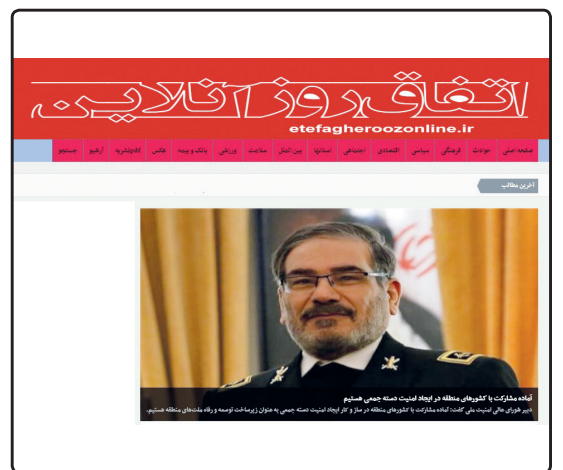 اتفاق روز آنلاین
etefagheroozonline.ir
صفحه اصلی حوادث فرهنگی سیاسی اقتصادی اجتماعی استانها بین الملل سلامت ورزشی بانک و بیمه عکس pdfنشریه آرشیو جستجو
آخرین مطالب
آماده مشارکت با کشورهای منطقه در ایجاد امنیت دسته جمعی هستیم
دبیر شورای عالی امنیت ملی گفت: آماده مشارکت با کشورهای منطقه در ساز و کار ایجاد امنیت دسته جمعی به عنوان زیرساخت توسعه و رفاه ملت‌های منطقه هستیم.